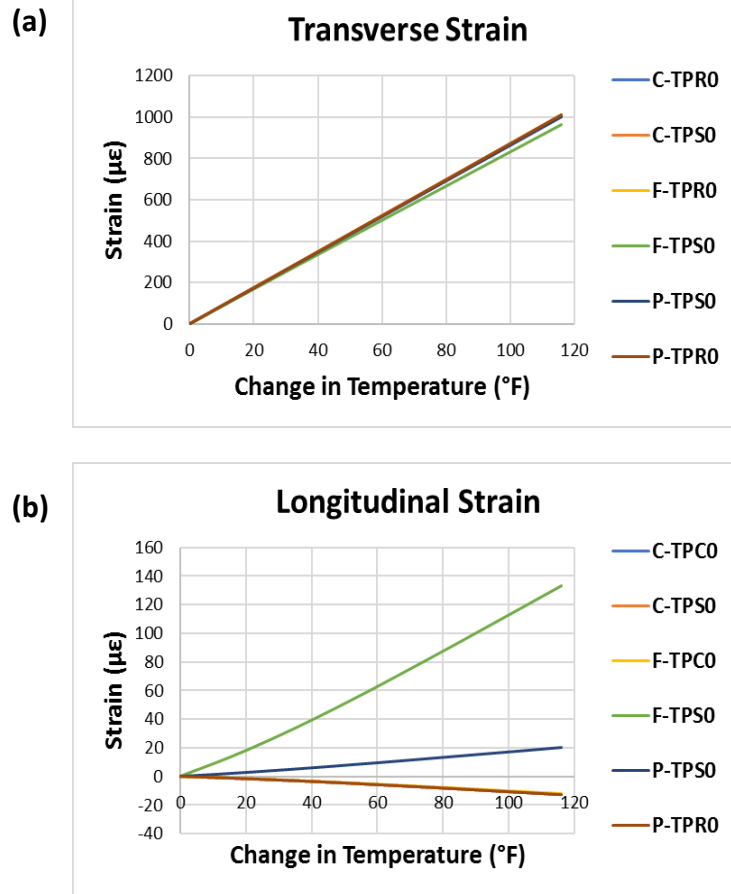 (a)
Transverse Strain
1200
1000
800
600
400
200
0
0 20 40 60 80 100 120
Strain (με)
Change in Temperature (°F)
C-TPR0
C-TPS0
F-TPR0
F-TPS0
P-TPS0
P-TPR0
(b)
Longitudinal Strain
160
140
120
100
80
60
40
20
0
-20
-40
0 20 40 60 80 100 120
Strain (με)
Change in Temperature (°F)
C-TPC0
C-TPS0
F-TPC0
F-TPS0
P-TPS0
P-TPR0